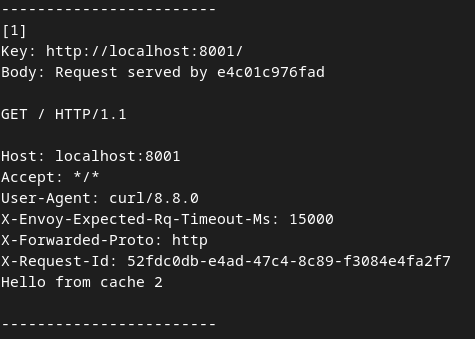 ------------------------
[1]
Key: http://localhost:8001/
Body: Request served by e4c01c976fad
GET / HTTP/1.1
Host: localhost:8001
Accept: */*
User-Agent: curl/8.8.0
X-Envoy-Expected-Rq-Timeout-Ms: 15000
X-Forwarded-Proto: http
X-Request-Id: 52fdc0db-e4ad-47c4-8c89-f3084e4fa2f7
Hello from cache 2
------------------------